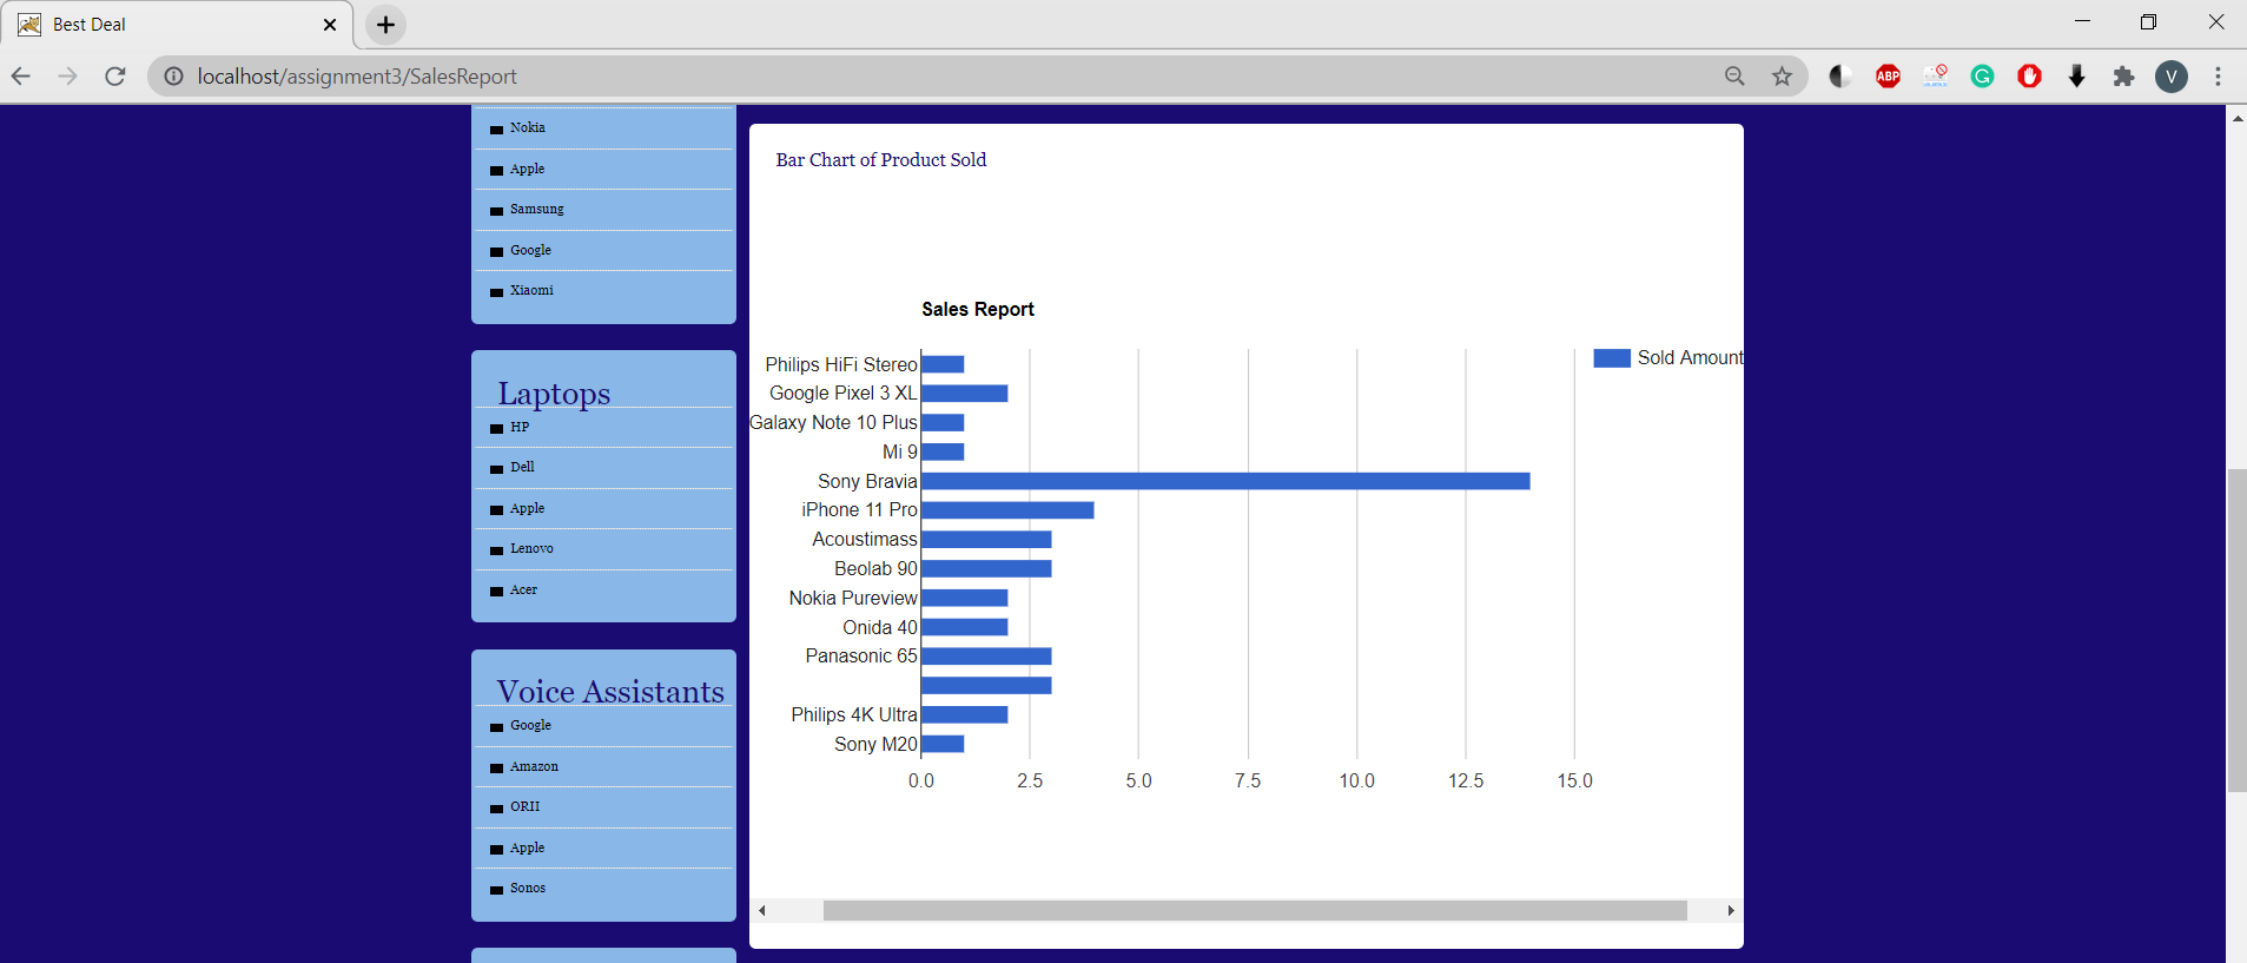 Best Deal
localhost/assignment3/SalesReport
ABP
V
Nokia
Apple
Samsung
Google
Xiaomi
Laptops
HP
Dell
Apple
Lenovo
Acer
Voice Assistants
Google
Amazon
ORII
Apple
Sonos
Bar Chart of Product Sold
Sales Report
Sold Amount
Philips HiFi Stereo
Google Pixel 3 XL
Galaxy Note 10 Plus
Mi 9
Sony Bravia
iPhone 11 Pro
Acoustimass
Beolab 90
Nokia Pureview
Onida 40
Panasonic 65
Philips 4K Ultra
Sony M20
0.0 2.5 5.0 7.5 10.0 12.5 15.0